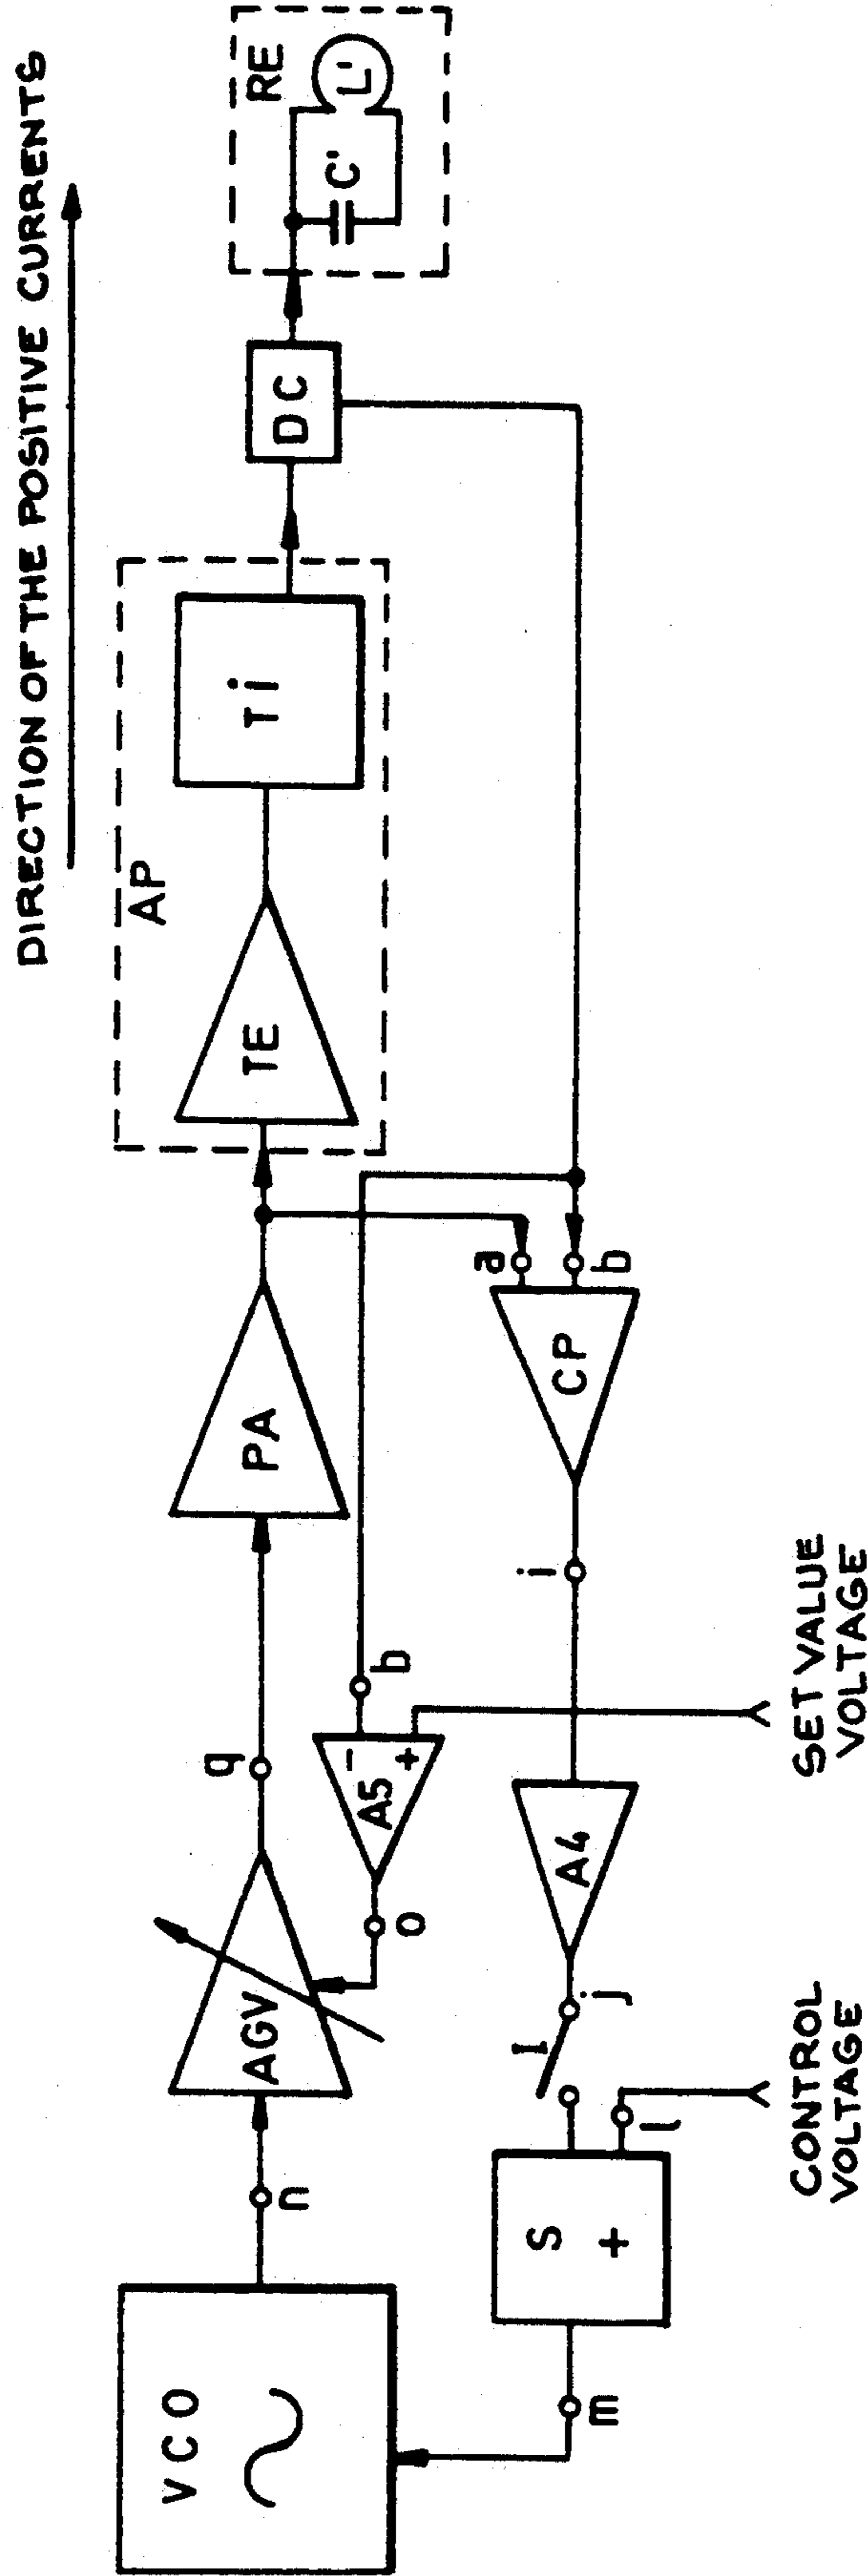 DIRECTION OF THE POSITIVE CURRENTS
VCO
n
AGV
q
PA
AP
TE
Ti
DC
RE
C'
L'
o
A5
-
+
b
a
b
CP
i
A4
j
I
l
S
+
m
CONTROL
VOLTAGE
SET VALUE
VOLTAGE